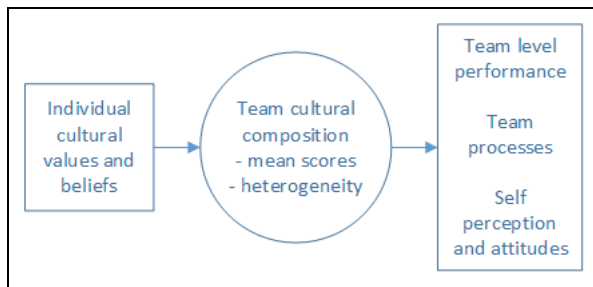 Individual
cultural
values and
beliefs
Team cultural
composition
- mean scores
- heterogeneity
Team level
performance
Team
processes
Self
perception
and attitudes